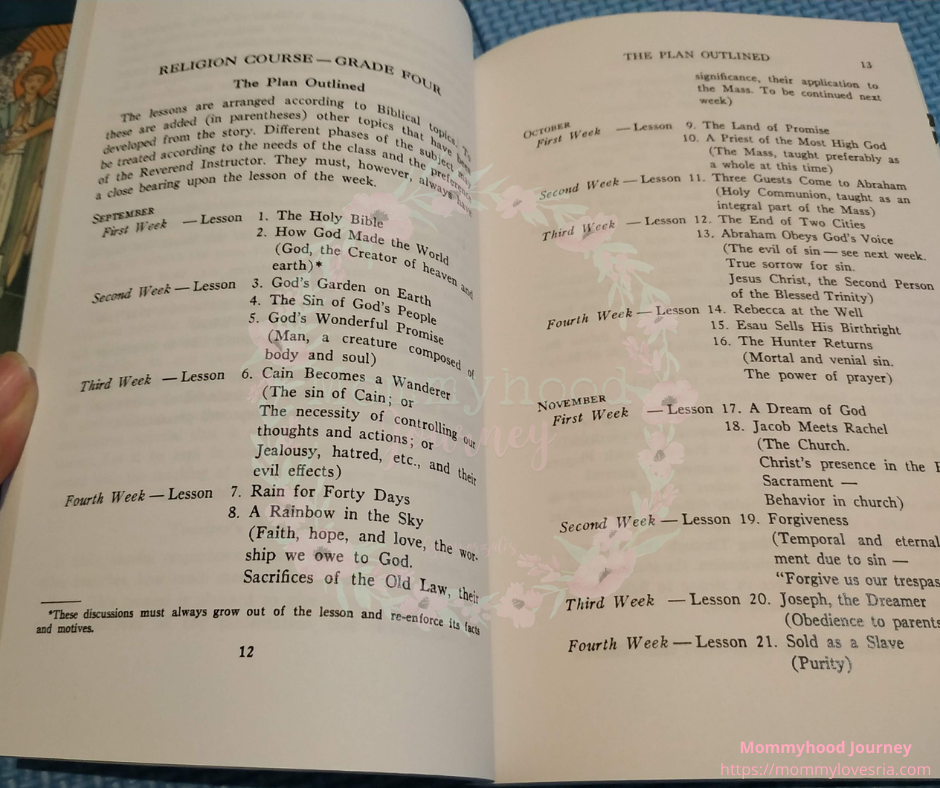 RELIGION COURSE — GRADE FOUR
The Plan Outlined
The lessons are arranged according to Biblical topics. To
these are added (in parentheses) other topics that have been
developed from the story. Different phases of the subject may
be treated according to the needs of the class and the preference
of the Reverend Instructor. They must, however, always have
a close bearing upon the lesson of the week.
SEPTEMBER
First Week — Lesson 1. The Holy Bible
2. How God Made the World
(God, the Creator of heaven and
earth)*
Second Week — Lesson 3. God's Garden on Earth
4. The Sin of God's People
5. God's Wonderful Promise
(Man, a creature composed of
body and soul)
Third Week — Lesson 6. Cain Becomes a Wanderer
(The sin of Cain; or
The necessity of controlling our
thoughts and actions; or
Jealousy, hatred, etc., and their
evil effects)
Fourth Week — Lesson 7. Rain for Forty Days
8. A Rainbow in the Sky
(Faith, hope, and love, the wor-
ship we owe to God.
Sacrifices of the Old Law, their
*These discussions must always grow out of the lesson and re-enforce its facts
and motives.
12
THE PLAN OUTLINED 13
significance, their application to
the Mass. To be continued next
week)
OCTOBER
First Week — Lesson 9. The Land of Promise
10. A Priest of the Most High God
(The Mass, taught preferably as
a whole at this time)
Second Week — Lesson 11. Three Guests Come to Abraham
(Holy Communion, taught as an
integral part of the Mass)
Third Week — Lesson 12. The End of Two Cities
13. Abraham Obeys God's Voice
(The evil of sin — see next week.
True sorrow for sin.
Jesus Christ, the Second Person
of the Blessed Trinity)
Fourth Week — Lesson 14. Rebecca at the Well
15. Esau Sells His Birthright
16. The Hunter Returns
(Mortal and venial sin.
The power of prayer)
NOVEMBER
First Week — Lesson 17. A Dream of God
18. Jacob Meets Rachel
(The Church.
Christ's presence in the
Sacrament —
Behavior in church)
Second Week — Lesson 19. Forgiveness
(Temporal and eternal
ment due to sin —
"Forgive us our trespas
Third Week — Lesson 20. Joseph, the Dreamer
(Obedience to parents
Fourth Week — Lesson 21. Sold as a Slave
(Purity)
Mommyhood
Journey
Mommyhood Journey
https://mommylovesria.com